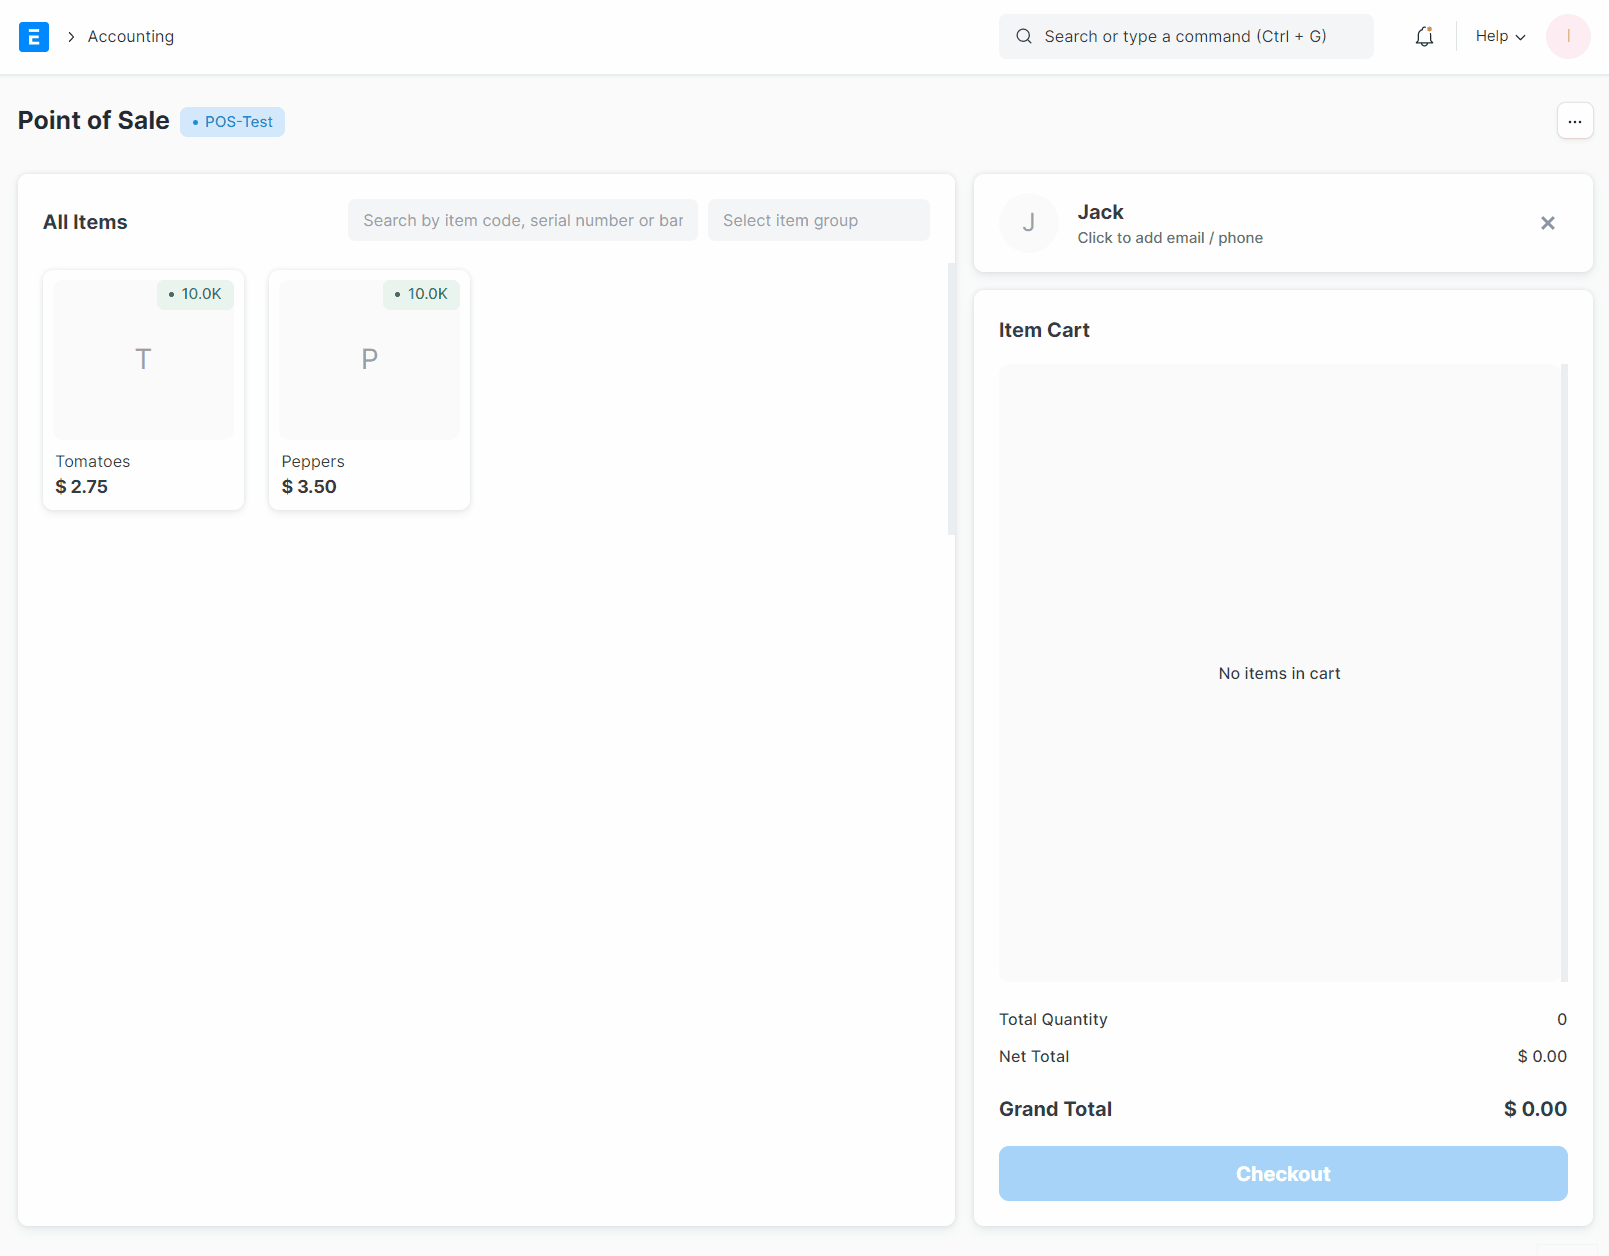 E
Accounting
Search or type a command (Ctrl + G)
Help
I
Point of Sale
• POS-Test
...
All Items
Search by item code, serial number or bar
Select item group
• 10.0K
T
Tomatoes
$ 2.75
• 10.0K
P
Peppers
$ 3.50
J
Jack
Click to add email / phone
Item Cart
No items in cart
Total Quantity 0
Net Total $ 0.00
Grand Total $ 0.00
Checkout